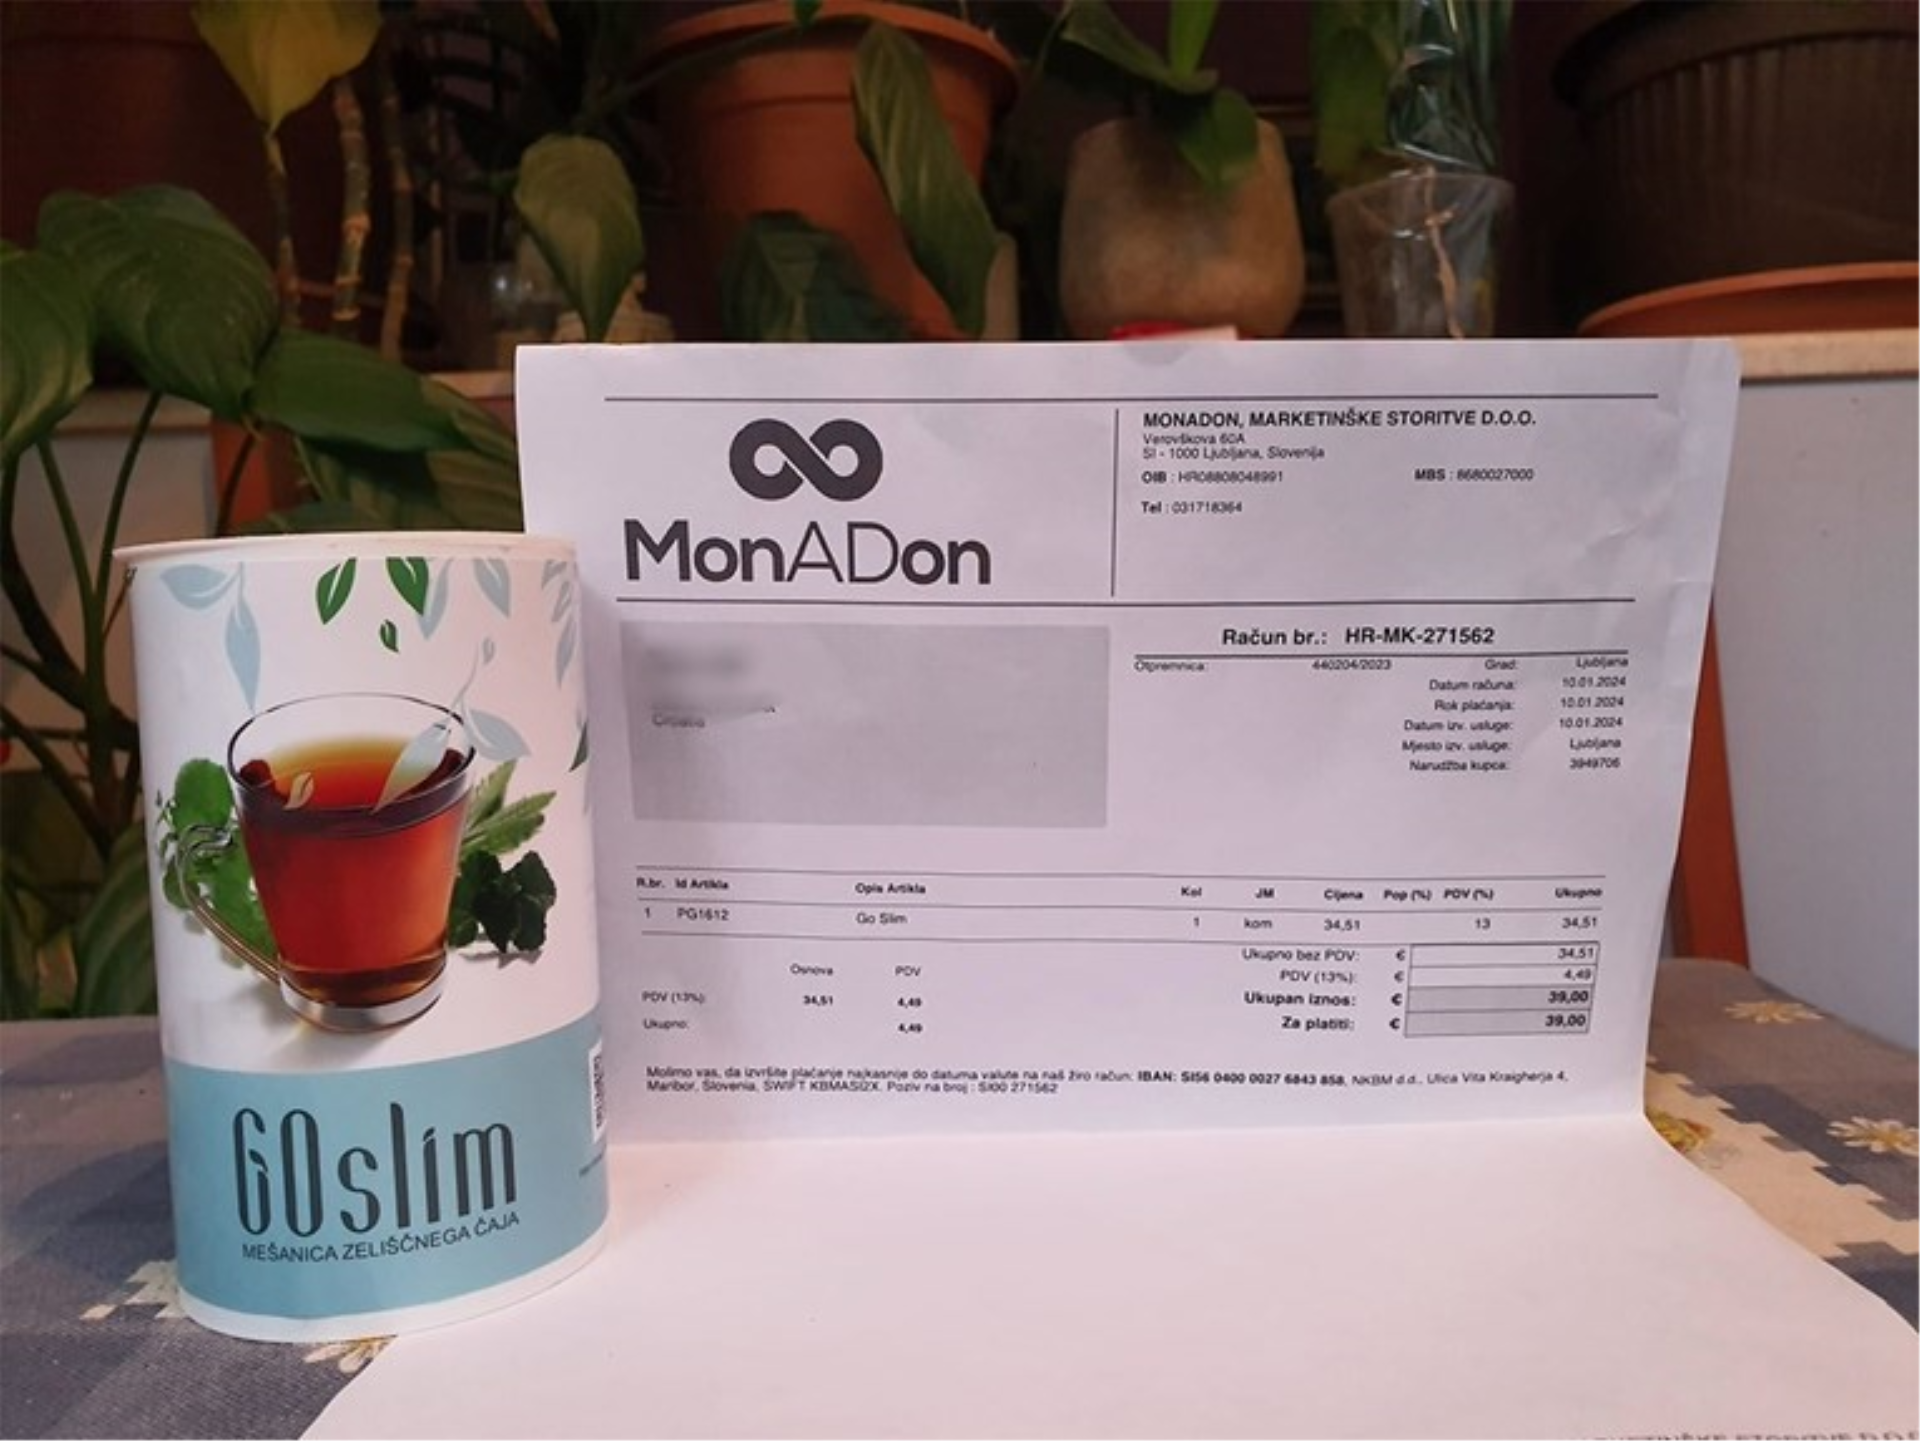 MonADon
MONADON, MARKETINŠKE STORITVE D.O.O.
Verovškova 60A
SI - 1000 Ljubljana, Slovenija
OIB : HR08808048991 MBS : 8680027000
Tel : 031718364
Račun br.: HR-MK-271562
Otpremnica: 440204/2023 Grad: Ljubljana
Datum računa: 10.01.2024
Rok plaćanja: 10.01.2024
Datum izv. usluge: 10.01.2024
Mjesto izv. usluge: Ljubljana
Narudžba kupca: 3949706
R.br. Id Artikla Opis Artikla Kol JM Cijena Pop (%) PDV (%) Ukupno
1 PG1612 Go Slim 1 kom 34,51 13 34,51
Ukupno bez PDV: € 34,51
Osnova PDV PDV (13%): € 4,49
PDV (13%): 34,51 4,49 Ukupan iznos: € 39,00
Ukupno: 4,49 Za platiti: € 39,00
Molimo vas, da izvršite plaćanje najkasnije do datuma valute na naš žiro račun: IBAN: SI56 0400 0027 6843 858, NKBM d.d., Ulica Vita Kraigherja 4,
Maribor, Slovenia, SWIFT KBMASI2X. Poziv na broj : SI00 271562
GOslim
MEŠANICA ZELIŠČNEGA ČAJA